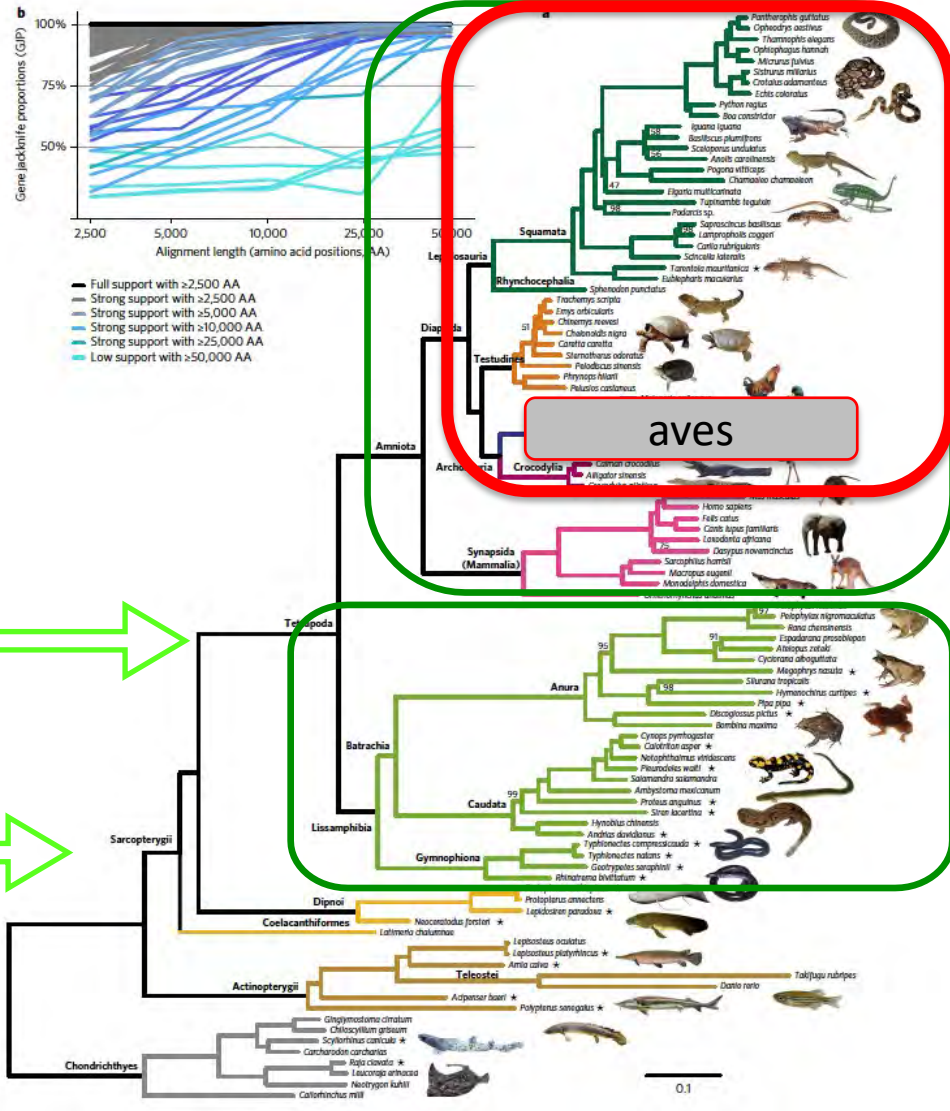 b
100%
75%
50%
Gene jackknife proportions (GJP)
2,500
5,000
10,000
25,000
50,000
Alignment length (amino acid positions, AA)
Full support with ≥2,500 AA
Strong support with ≥2,500 AA
Strong support with ≥5,000 AA
Strong support with ≥10,000 AA
Strong support with ≥25,000 AA
Low support with ≥50,000 AA
a
Pantherophis guttatus
Opheodrys aestivus
Thamnophis elegans
Ophiophagus hannah
Micrurus fulvius
Sistrurus miliarius
Crotalus adamanteus
Echis coloratus
Python regius
Boa constrictor
Iguana iguana
58
Basiliscus plumifrons
Sceloporus undulatus
56
Anolis carolinensis
Pogona vitticeps
Chamaeleo chamaeleon
47
Elgaria multicarinata
Tupinambis teguixin
98
Podarcis sp.
Saproscincus basiliscus
Lampropholis coggeri
Carlia rubrigularis
Scincella lateralis
Squamata
Tarentola mauritanica ★
Eublepharis macularius
Rhynchocephalia
Sphenodon punctatus
Trachemys scripta
Emys orbicularis
Chinemys reevesi
51
Chelonoidis nigra
Caretta caretta
Sternotherus odoratus
Testudines
Pelodiscus sinensis
Phrynops hilarii
Pelusios castaneus
aves
Amniota
Crocodylia
Caiman crocodilus
Alligator sinensis
Homo sapiens
Felis catus
Canis lupus familiaris
Loxodonta africana
75
Dasypus novemcinctus
Synapsida
(Mammalia)
Sarcophilus harrisii
Macropus eugenii
Monodelphis domestica
Tetrapoda
97
Pelophylax nigromaculatus
Rana chensinensis
91
Espadarana prosoblepon
Atelopus zeteki
95
Cyclorana alboguttata
Megophrys nasuta ★
Anura
Silurana tropicalis
98
Hymenochirus curtipes ★
Pipa pipa ★
Discoglossus pictus ★
Bombina maxima
Batrachia
Cynops pyrrhogaster
Calotriton asper ★
Notophthalmus viridescens
Pleurodeles waltl ★
Salamandra salamandra
99
Ambystoma mexicanum
Caudata
Proteus anguinus ★
Siren lacertina ★
Lissamphibia
Hynobius chinensis
Andrias davidianus ★
Sarcopterygii
Typhlonectes compressicauda ★
Gymnophiona
Typhlonectes natans ★
Geotrypetes seraphinii ★
Rhinatrema bivittatum ★
Dipnoi
Protopterus annectens
Lepidosiren paradoxa ★
Coelacanthiformes
Neoceratodus forsteri ★
Latimeria chalumnae
Lepisosteus oculatus
Lepisosteus platyrhincus ★
Amia calva ★
Teleostei
Takifugu rubripes
Danio rerio
Actinopterygii
Acipenser baeri ★
Polypterus senegalus ★
Ginglymostoma cirratum
Chiloscyllium griseum
Scyliorhinus canicula ★
Carcharodon carcharias
Chondrichthyes
Raja clavata ★
Leucoraja erinacea
Neotrygon kuhlii
Callorhinchus milii
0.1